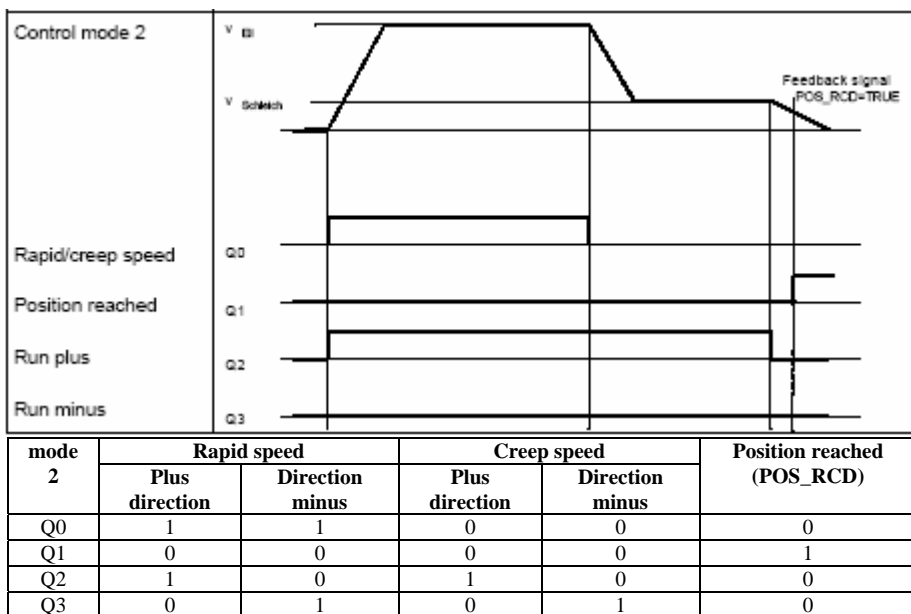 Control mode 2
V Ei
V Schleich
Feedback signal
POS_RCD=TRUE
Rapid/creep speed Q0
Position reached Q1
Run plus Q2
Run minus Q3
mode 2 Rapid speed Creep speed Position reached (POS_RCD)
Plus direction Direction minus Plus direction Direction minus
Q0 1 1 0 0 0
Q1 0 0 0 0 1
Q2 1 0 1 0 0
Q3 0 1 0 1 0